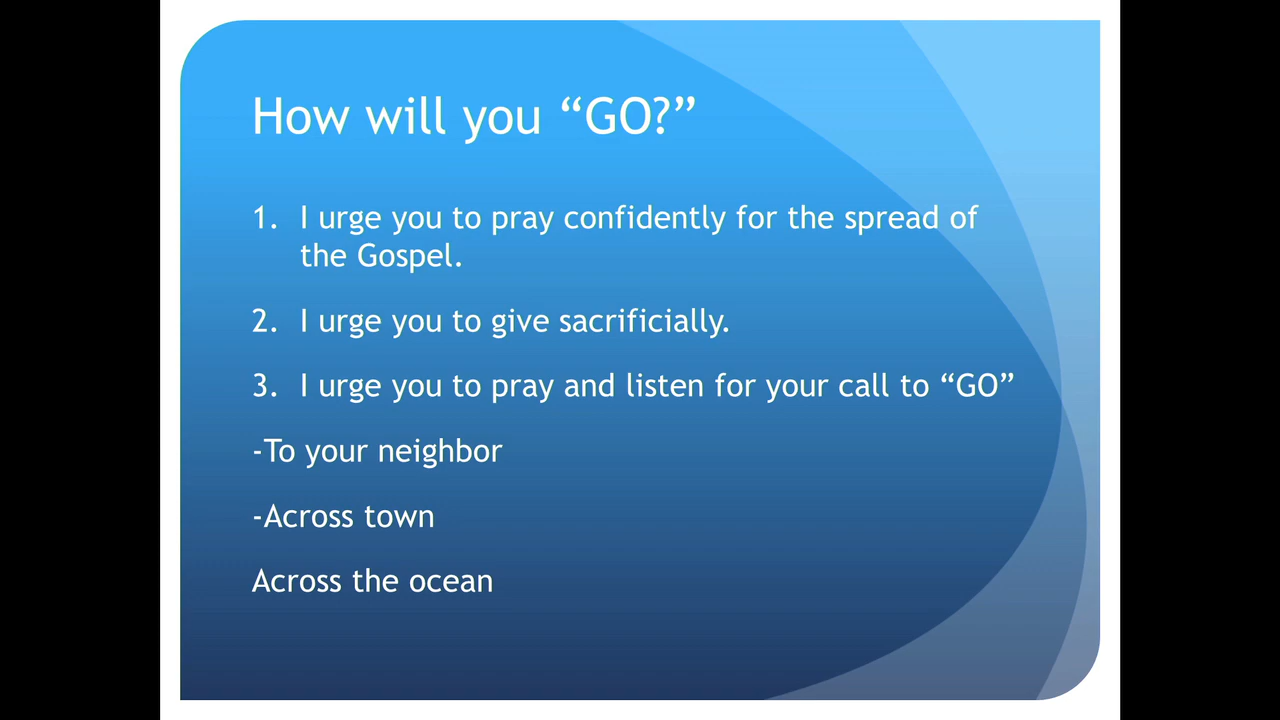 How will you “GO?”
1. I urge you to pray confidently for the spread of
the Gospel.
2. I urge you to give sacrificially.
3. I urge you to pray and listen for your call to “GO”
-To your neighbor
-Across town
Across the ocean